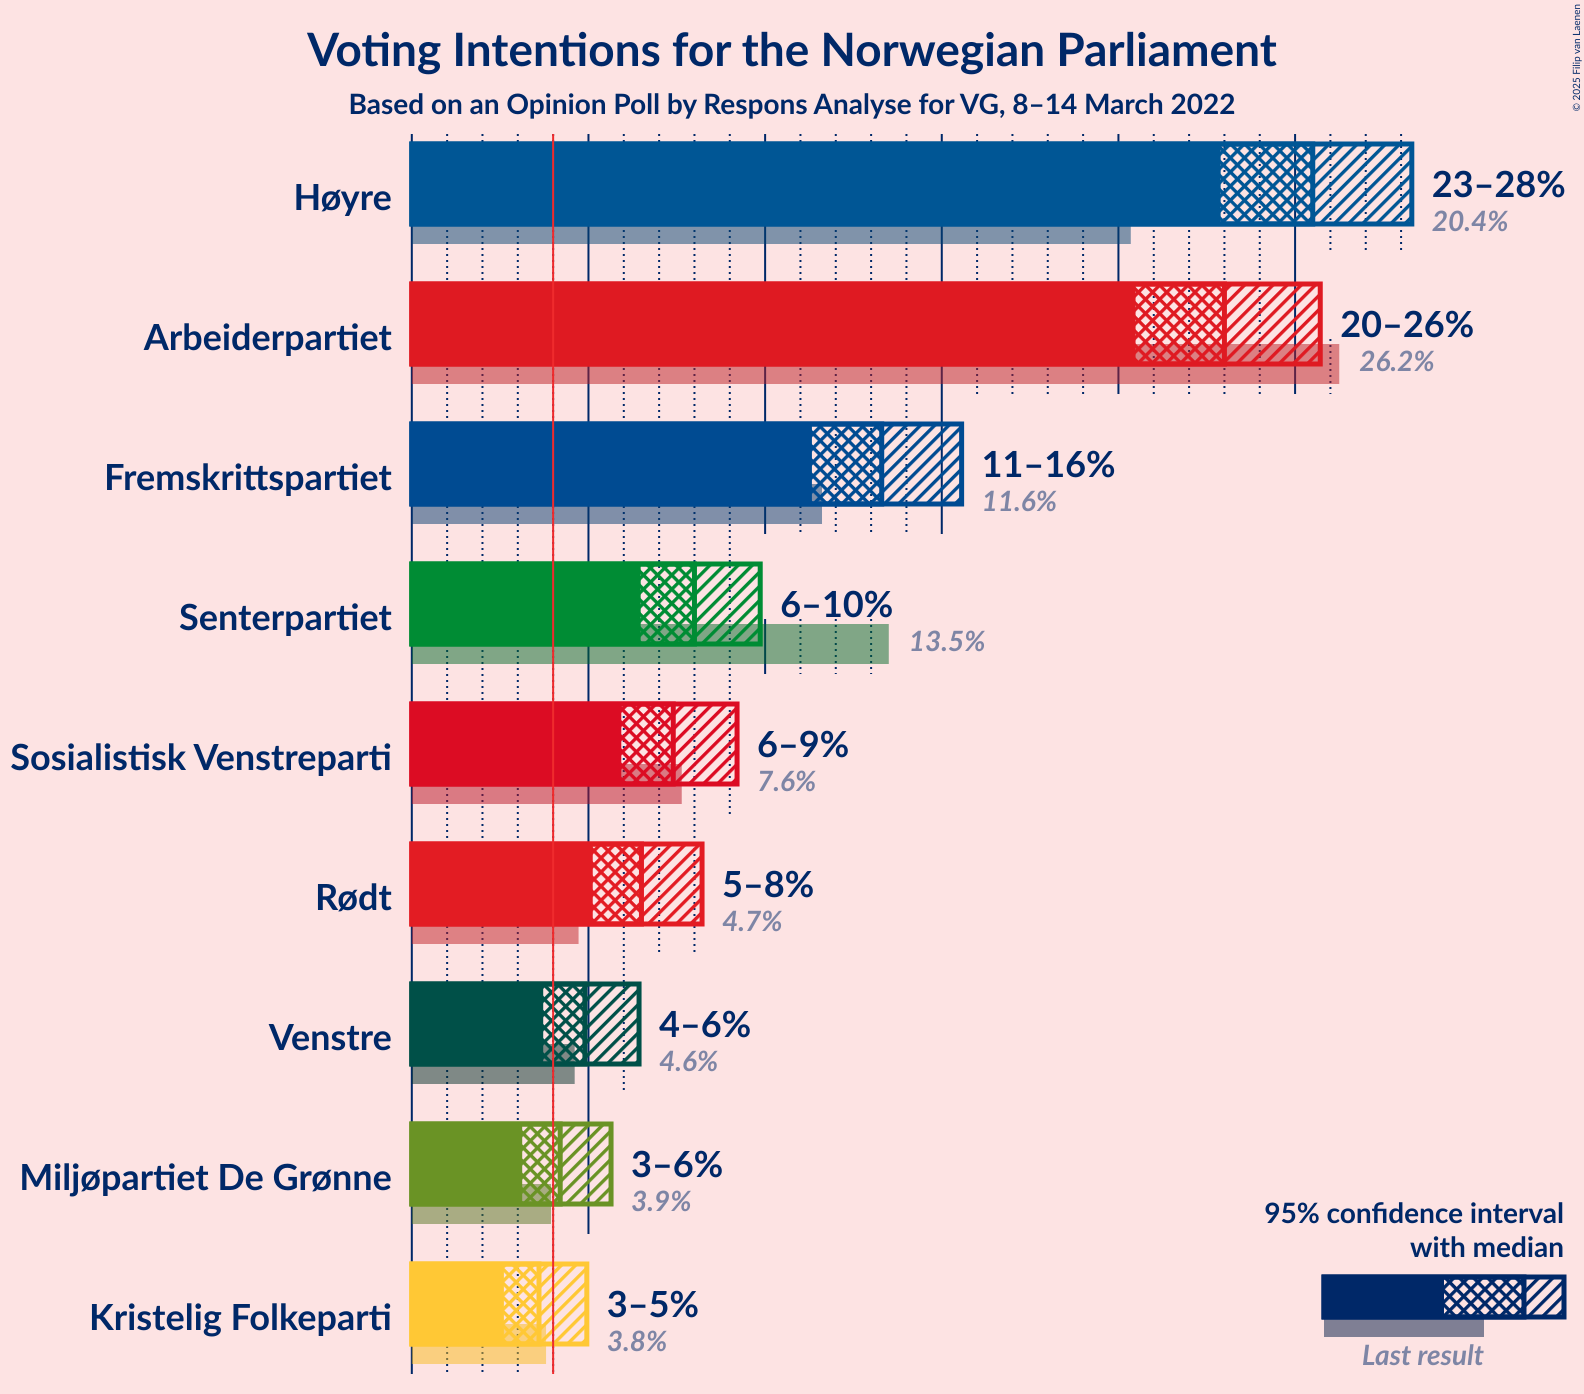 Voting Intentions for the Norwegian Parliament
Based on an Opinion Poll by Respons Analyse for VG, 8–14 March 2022
© 2025 Filip van Laenen
Høyre
23–28%
20.4%
Arbeiderpartiet
20–26%
26.2%
Fremskrittspartiet
11–16%
11.6%
Senterpartiet
6–10%
13.5%
Sosialistisk Venstreparti
6–9%
7.6%
Rødt
5–8%
4.7%
Venstre
4–6%
4.6%
Miljøpartiet De Grønne
3–6%
3.9%
Kristelig Folkeparti
3–5%
3.8%
95% confidence interval
with median
Last result